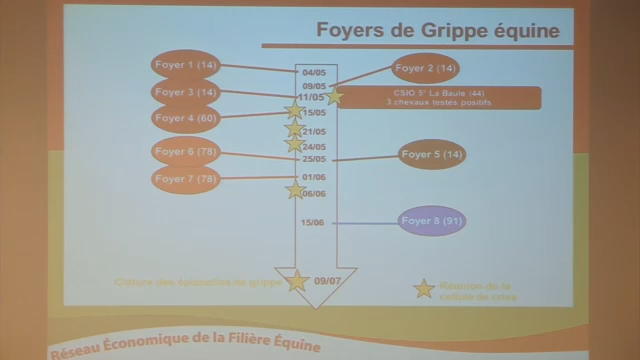 Foyers de Grippe équine
Foyer 1 (14)
04/05
Foyer 2 (14)
09/05
Foyer 3 (14)
11/05
CSIO 5* La Baule (44)
3 chevaux testés positifs
Foyer 4 (60)
15/05
21/05
24/05
Foyer 6 (78)
25/05
Foyer 5 (14)
Foyer 7 (78)
01/06
06/06
15/06
Foyer 8 (91)
Clôture des épizooties de grippe
09/07
Réunion de la
cellule de crise
Réseau Économique de la Filière Équine